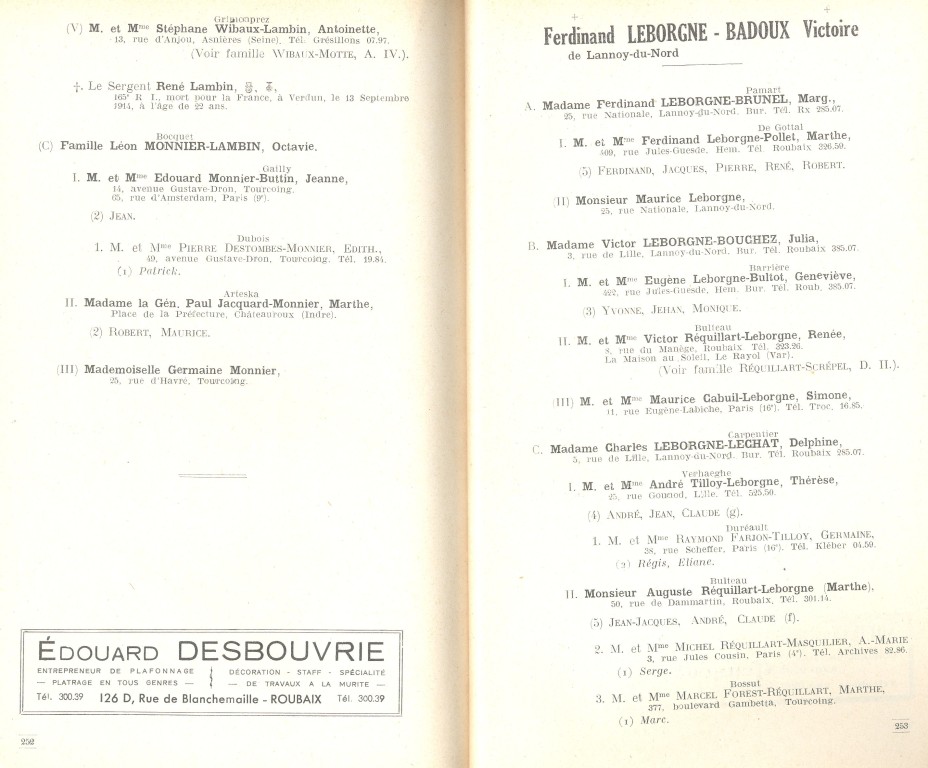 Grimonprez
(V) M. et Mme Stéphane Wibaux-Lambin, Antoinette,
13, rue d'Anjou, Asnières (Seine), Tél. Grésillons 07.97.
(Voir famille WIBAUX-MOTTE, A. IV.).
†. Le Sergent René Lambin,
165e R I., mort pour la France, à Verdun, le 13 Septembre
1914, à l'âge de 22 ans.
Bocquet
(C) Famille Léon MONNIER-LAMBIN, Octavie.
Gailly
I. M. et Mme Edouard Monnier-Buttin, Jeanne,
14, avenue Gustave-Dron, Tourcoing.
65, rue d'Amsterdam, Paris (9e).
(2) JEAN.
Dubois
1. M. et Mme PIERRE DESTOMBES-MONNIER, EDITH.,
49, avenue Gustave-Dron, Tourcoing. Tél. 19.84.
(1) Patrick.
Arteska
II. Madame la Gén. Paul Jacquard-Monnier, Marthe,
Place de la Préfecture, Châteauroux (Indre).
(2) ROBERT, MAURICE.
(III) Mademoiselle Germaine Monnier,
25, rue d'Havre, Tourcoing.
ÉDOUARD DESBOUVRIE
ENTREPRENEUR DE PLAFONNAGE
— PLATRAGE EN TOUS GENRES —
DÉCORATION - STAFF - SPÉCIALITÉ
— DE TRAVAUX A LA MURITE —
Tél. 300.39 126 D, Rue de Blanchemaille - ROUBAIX Tél. 300.39
252
Ferdinand LEBORGNE - BADOUX Victoire
de Lannoy-du-Nord
Pamart
A. Madame Ferdinand LEBORGNE-BRUNEL, Marg.,
25, rue Nationale, Lannoy-du-Nord. Bur. Tél. Rx 285.07.
De Gottal
I. M. et Mme Ferdinand Leborgne-Pollet, Marthe,
409, rue Jules-Guesde, Hem. Tél. Roubaix 326.59.
(5) FERDINAND, JACQUES, PIERRE, RENÉ, ROBERT.
(II) Monsieur Maurice Leborgne,
25, rue Nationale, Lannoy-du-Nord.
B. Madame Victor LEBORGNE-BOUCHEZ, Julia,
3, rue de Lille, Lannoy-du-Nord. Bur. Tél. Roubaix 385.07.
Barrière
I. M. et Mme Eugène Leborgne-Bultot, Geneviève,
422, rue Jules-Guesde, Hem. Bur. Tél. Roub. 385.07.
(3) YVONNE, JEHAN, MONIQUE.
Bulteau
II. M. et Mme Victor Réquillart-Leborgne, Renée,
8, rue du Manège, Roubaix Tél. 323.26.
La Maison au Soleil, Le Rayol (Var).
(Voir famille RÉQUILLART-SCRÉPEL, D. II.).
(III) M. et Mme Maurice Cabuil-Leborgne, Simone,
11, rue Eugène-Labiche, Paris (16e). Tél. Troc. 16.85.
Carpentier
C. Madame Charles LEBORGNE-LECHAT, Delphine,
5, rue de Lille, Lannoy-du-Nord. Bur. Tél. Roubaix 285.07.
Verhaeghe
I. M. et Mme André Tilloy-Leborgne, Thérèse,
25, rue Gounod, Lille. Tél. 525.50.
(4) ANDRÉ, JEAN, CLAUDE (g).
Duréault
1. M. et Mme RAYMOND FARJON-TILLOY, GERMAINE,
38, rue Scheffer, Paris (16e). Tél. Kléber 04.59.
(2) Régis, Eliane.
Bulteau
II. Monsieur Auguste Réquillart-Leborgne (Marthe),
50, rue de Dammartin, Roubaix, Tél. 301.14.
(5) JEAN-JACQUES, ANDRÉ, CLAUDE (f).
2. M. et Mme MICHEL RÉQUILLART-MASQUILIER, A.-MARIE
3, rue Jules Cousin, Paris (4e). Tél. Archives 82.86.
(1) Serge.
Bossut
3. M. et Mme MARCEL FOREST-RÉQUILLART, MARTHE,
377, boulevard Gambetta, Tourcoing.
(1) Marc.
253